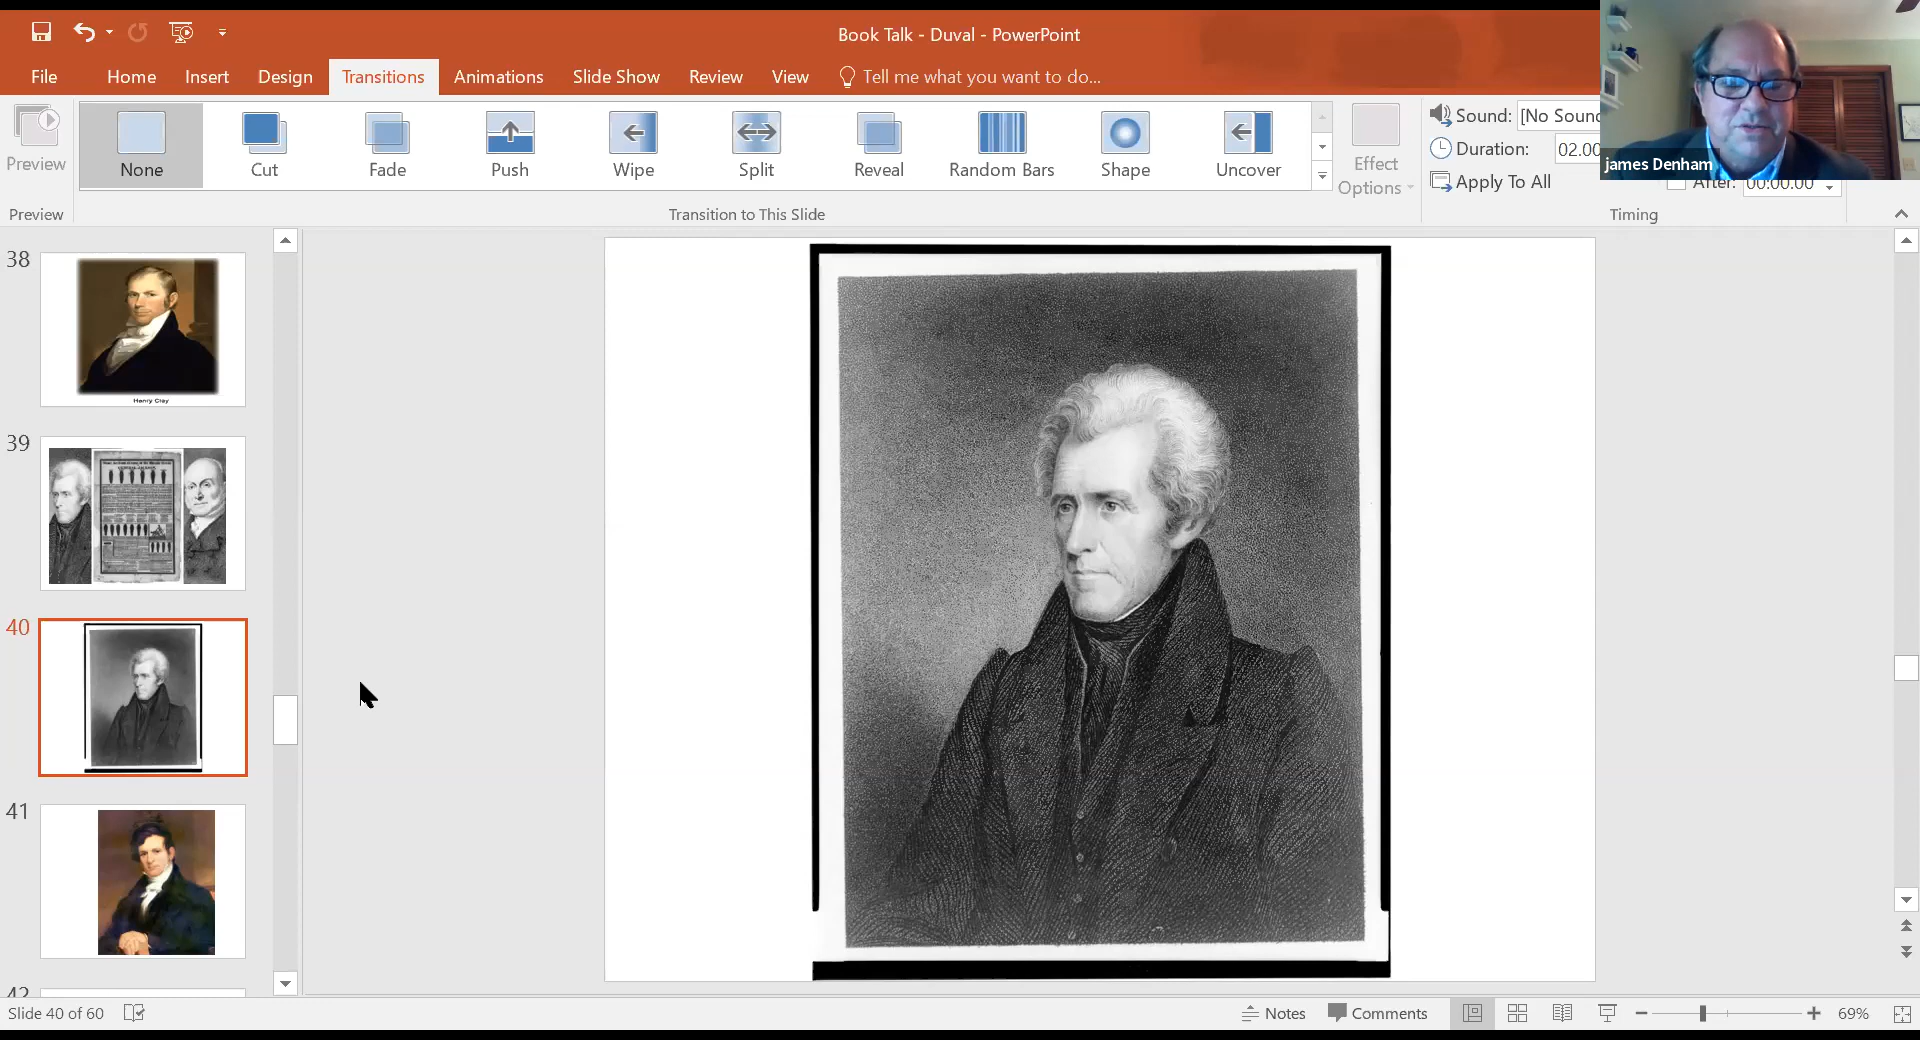 Book Talk - Duval - PowerPoint
File Home Insert Design Transitions Animations Slide Show Review View Tell me what you want to do...
Preview
None Cut Fade Push Wipe Split Reveal Random Bars Shape Uncover
Effect Options
Sound: [No Sound
Duration: 02.00
Apply To All
After: 00:00.00
james Denham
Preview Transition to This Slide Timing
38
Henry Clay
39
40
41
42
Slide 40 of 60
Notes Comments 69%